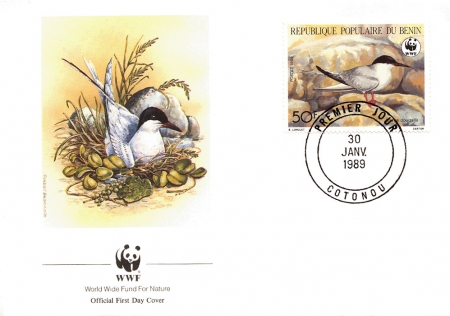 WWF
World Wide Fund For Nature
Official First Day Cover
RÉPUBLIQUE POPULAIRE DU BENIN
WWF
50F
PREMIER JOUR
30
JANV.
1989
COTONOU